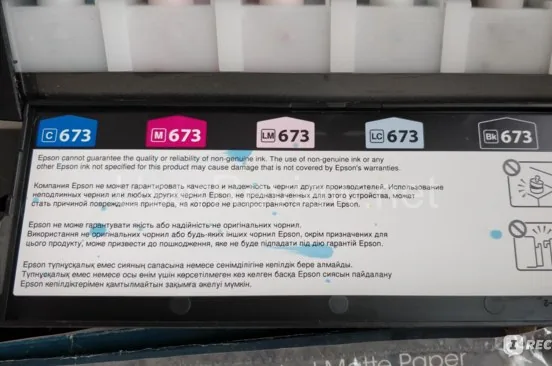 C 673
M 673
LM 673
LC 673
Bk 673
Epson cannot guarantee the quality or reliability of non-genuine ink. The use of non-genuine ink or any
other Epson ink not specified for this product may cause damage that is not covered by Epson's warranties.
Компания Epson не может гарантировать качество и надежность чернил других производителей. Использование
неподлинных чернил или любых других чернил Epson, не предназначенных для этого устройства, может
стать причиной повреждения принтера, на которое не распространяются гарантии Epson.
Epson не може гарантувати якість або надійність не оригінальних чорнил.
Використання не оригінальних чорнил або будь-яких інших чорнил Epson, окрім призначених для
цього продукту, може призвести до пошкодження, яке не буде підпадати під дію гарантій Epson.
Epson түпнұсқалық емес сияның сапасына немесе сенімділігіне кепілдік бере алмайды.
Түпнұсқалық емес немесе осы өнім үшін көрсетілмеген кез келген басқа Epson сиясын пайдалану
Epson кепілдіктерімен қамтылмайтын зақымға әкелуі мүмкін.
Matte Paper
REC